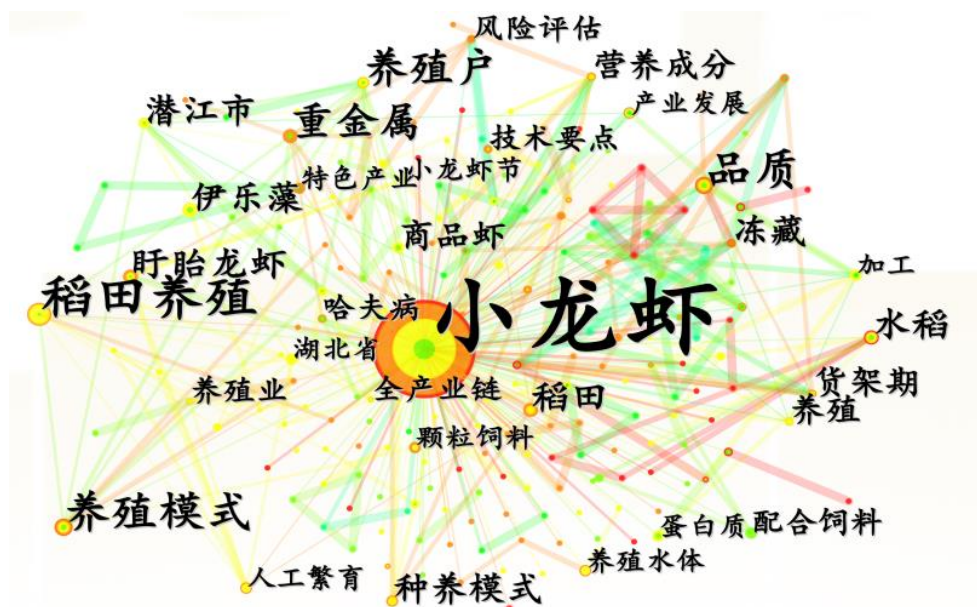 风险评估
养殖户
营养成分
潜江市
重金属
产业发展
技术要点
特色产业
小龙虾节
品质
伊乐藻
商品虾
冻藏
盱眙龙虾
加工
稻田养殖
哈夫病
小龙虾
水稻
湖北省
养殖业
全产业链
稻田
货架期
养殖
颗粒饲料
养殖模式
蛋白质
配合饲料
养殖水体
人工繁育
种养模式